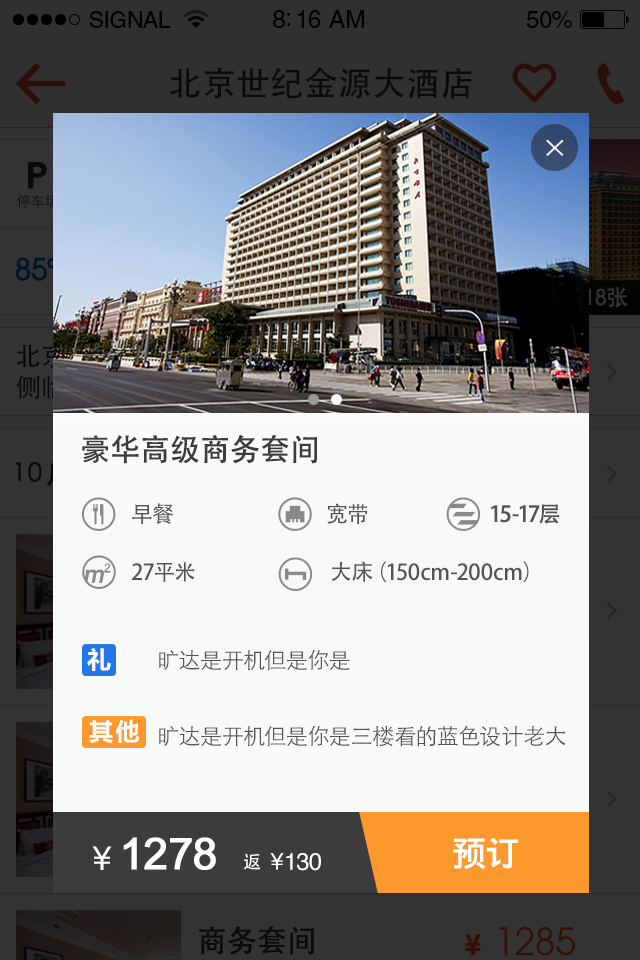 SIGNAL 8:16 AM 50%
北京世纪金源大酒店
P
停车场
85%
18张
北京
侧临
10月
豪华高级商务套间
早餐 宽带 15-17层
m² 27平米 大床 (150cm-200cm)
礼 旷达是开机但是你是
其他 旷达是开机但是你是三楼看的蓝色设计老大
¥ 1278 返 ¥130 预订
商务套间 ¥ 1285